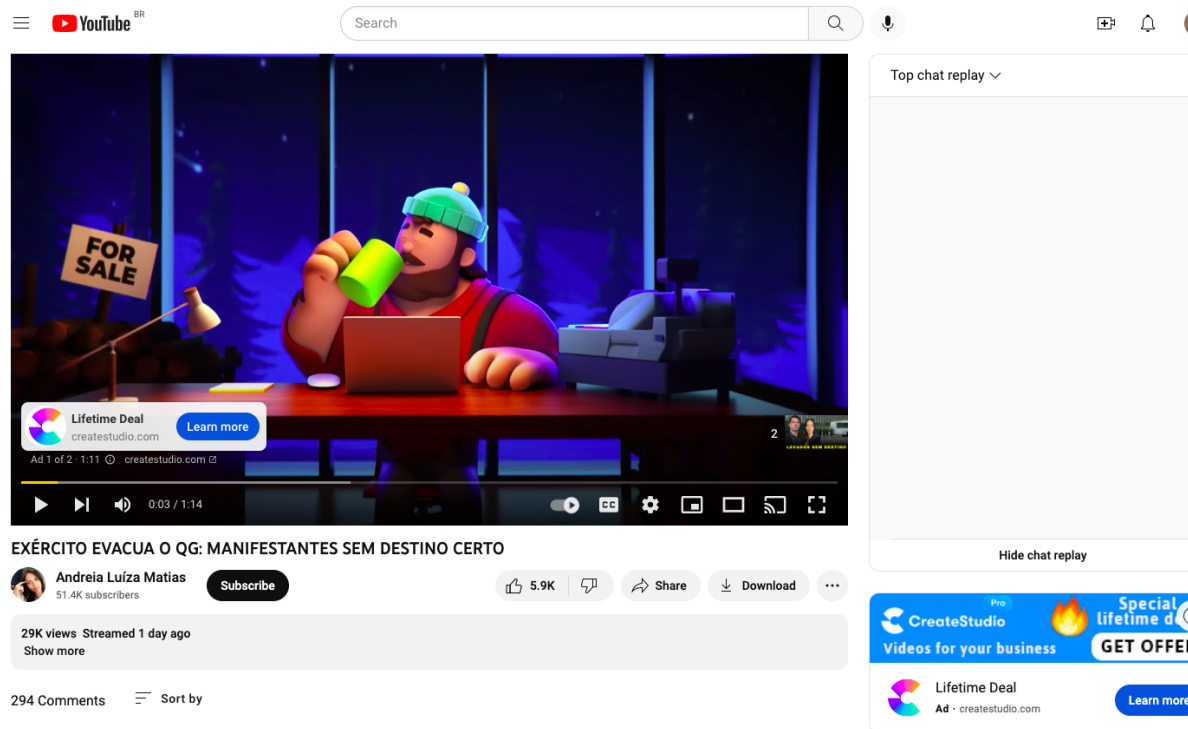 YouTube BR
Search
Top chat replay
FOR
SALE
Lifetime Deal
createstudio.com
Learn more
2
LEVADOS SEM DESTINO
Ad 1 of 2 · 1:11
createstudio.com
0:03 / 1:14
CC
EXÉRCITO EVACUA O QG: MANIFESTANTES SEM DESTINO CERTO
Andreia Luíza Matias
51.4K subscribers
Subscribe
5.9K
Share
Download
29K views Streamed 1 day ago
Show more
294 Comments
Sort by
Hide chat replay
Pro
CreateStudio
Videos for your business
Special
lifetime d
GET OFFE
Lifetime Deal
Ad · createstudio.com
Learn more